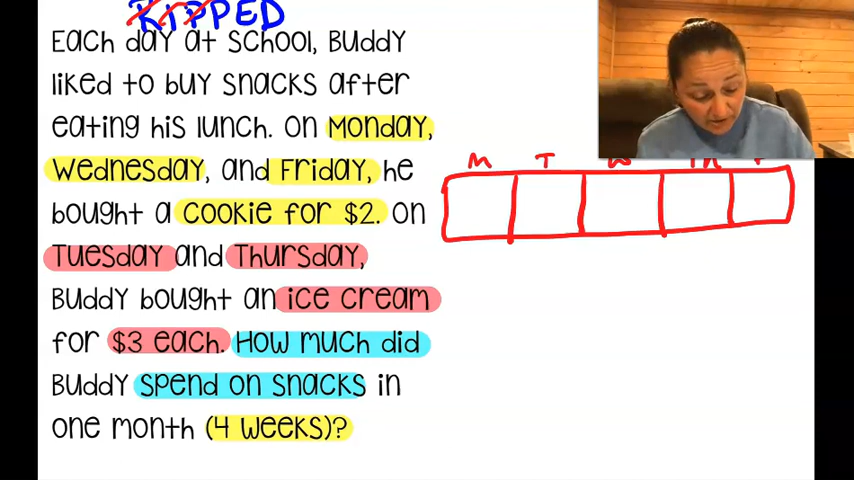 RIPPED
Each day at school, Buddy
liked to buy snacks after
eating his lunch. On Monday,
Wednesday, and Friday, he
bought a cookie for $2. On
Tuesday and Thursday,
Buddy bought an ice cream
for $3 each. How much did
Buddy spend on snacks in
one month (4 weeks)?
M T W TH